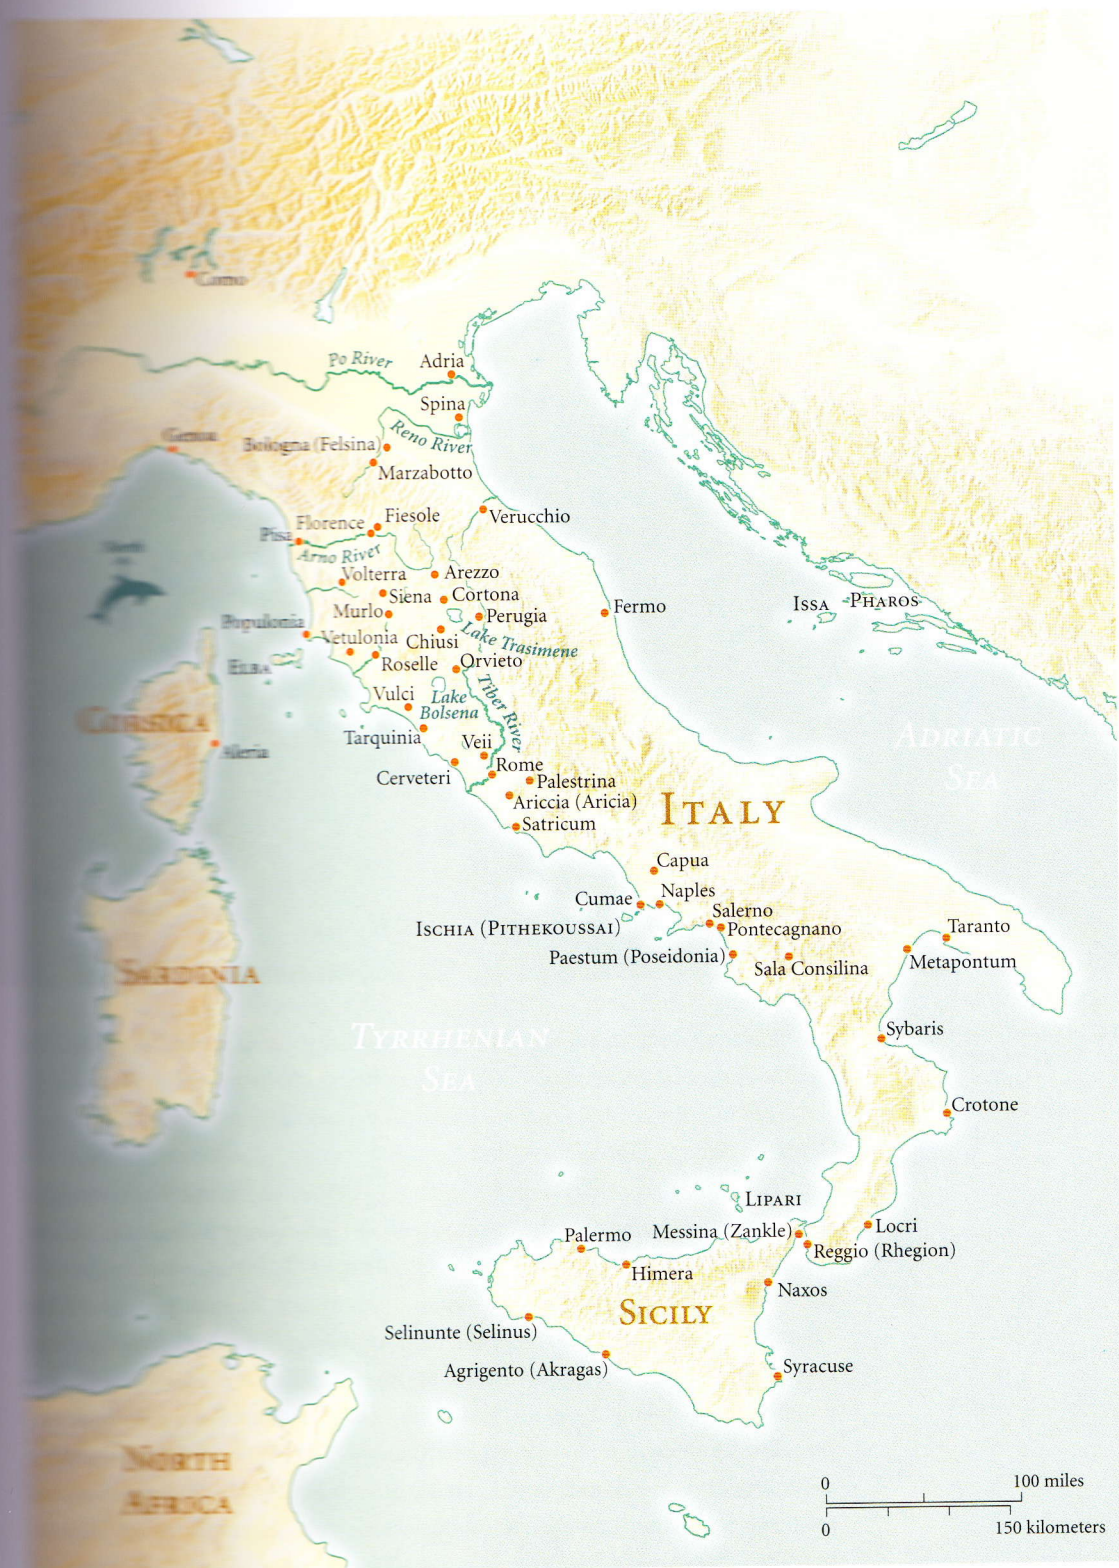 Como
Po River
Adria
Spina
Genoa
Bologna (Felsina)
Reno River
Marzabotto
Verucchio
Florence
Fiesole
Pisa
Arno River
North
Volterra
Arezzo
Siena
Cortona
Murlo
Perugia
Fermo
Issa
Pharos
Populonia
Vetulonia
Chiusi
Lake Trasimene
Elba
Roselle
Orvieto
Vulci
Lake
Bolsena
Tiber River
Corsica
Aleria
Tarquinia
Veii
Adriatic
Sea
Cerveteri
Rome
Palestrina
Ariccia (Aricia)
Italy
Satricum
Capua
Cumae
Naples
Ischia (Pithekoussai)
Salerno
Pontecagnano
Taranto
Paestum (Poseidonia)
Sala Consilina
Metapontum
Sardinia
Tyrrhenian
Sea
Sybaris
Crotone
Lipari
Palermo
Messina (Zankle)
Locri
Reggio (Rhegion)
Himera
Naxos
Sicily
Selinunte (Selinus)
Agrigento (Akragas)
Syracuse
North
Africa
0 100 miles
0 150 kilometers